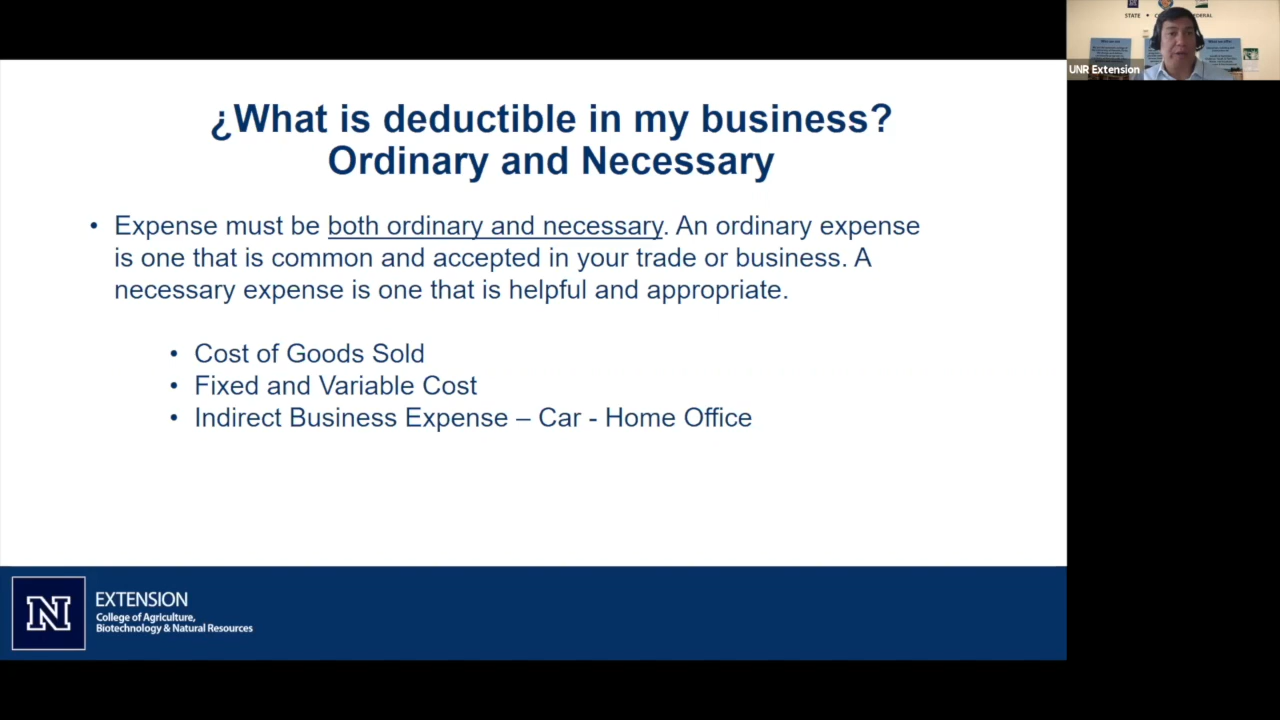 STATE
UNR Extension
¿What is deductible in my business?
Ordinary and Necessary
• Expense must be both ordinary and necessary. An ordinary expense
is one that is common and accepted in your trade or business. A
necessary expense is one that is helpful and appropriate.
• Cost of Goods Sold
• Fixed and Variable Cost
• Indirect Business Expense – Car - Home Office
N
EXTENSION
College of Agriculture,
Biotechnology & Natural Resources